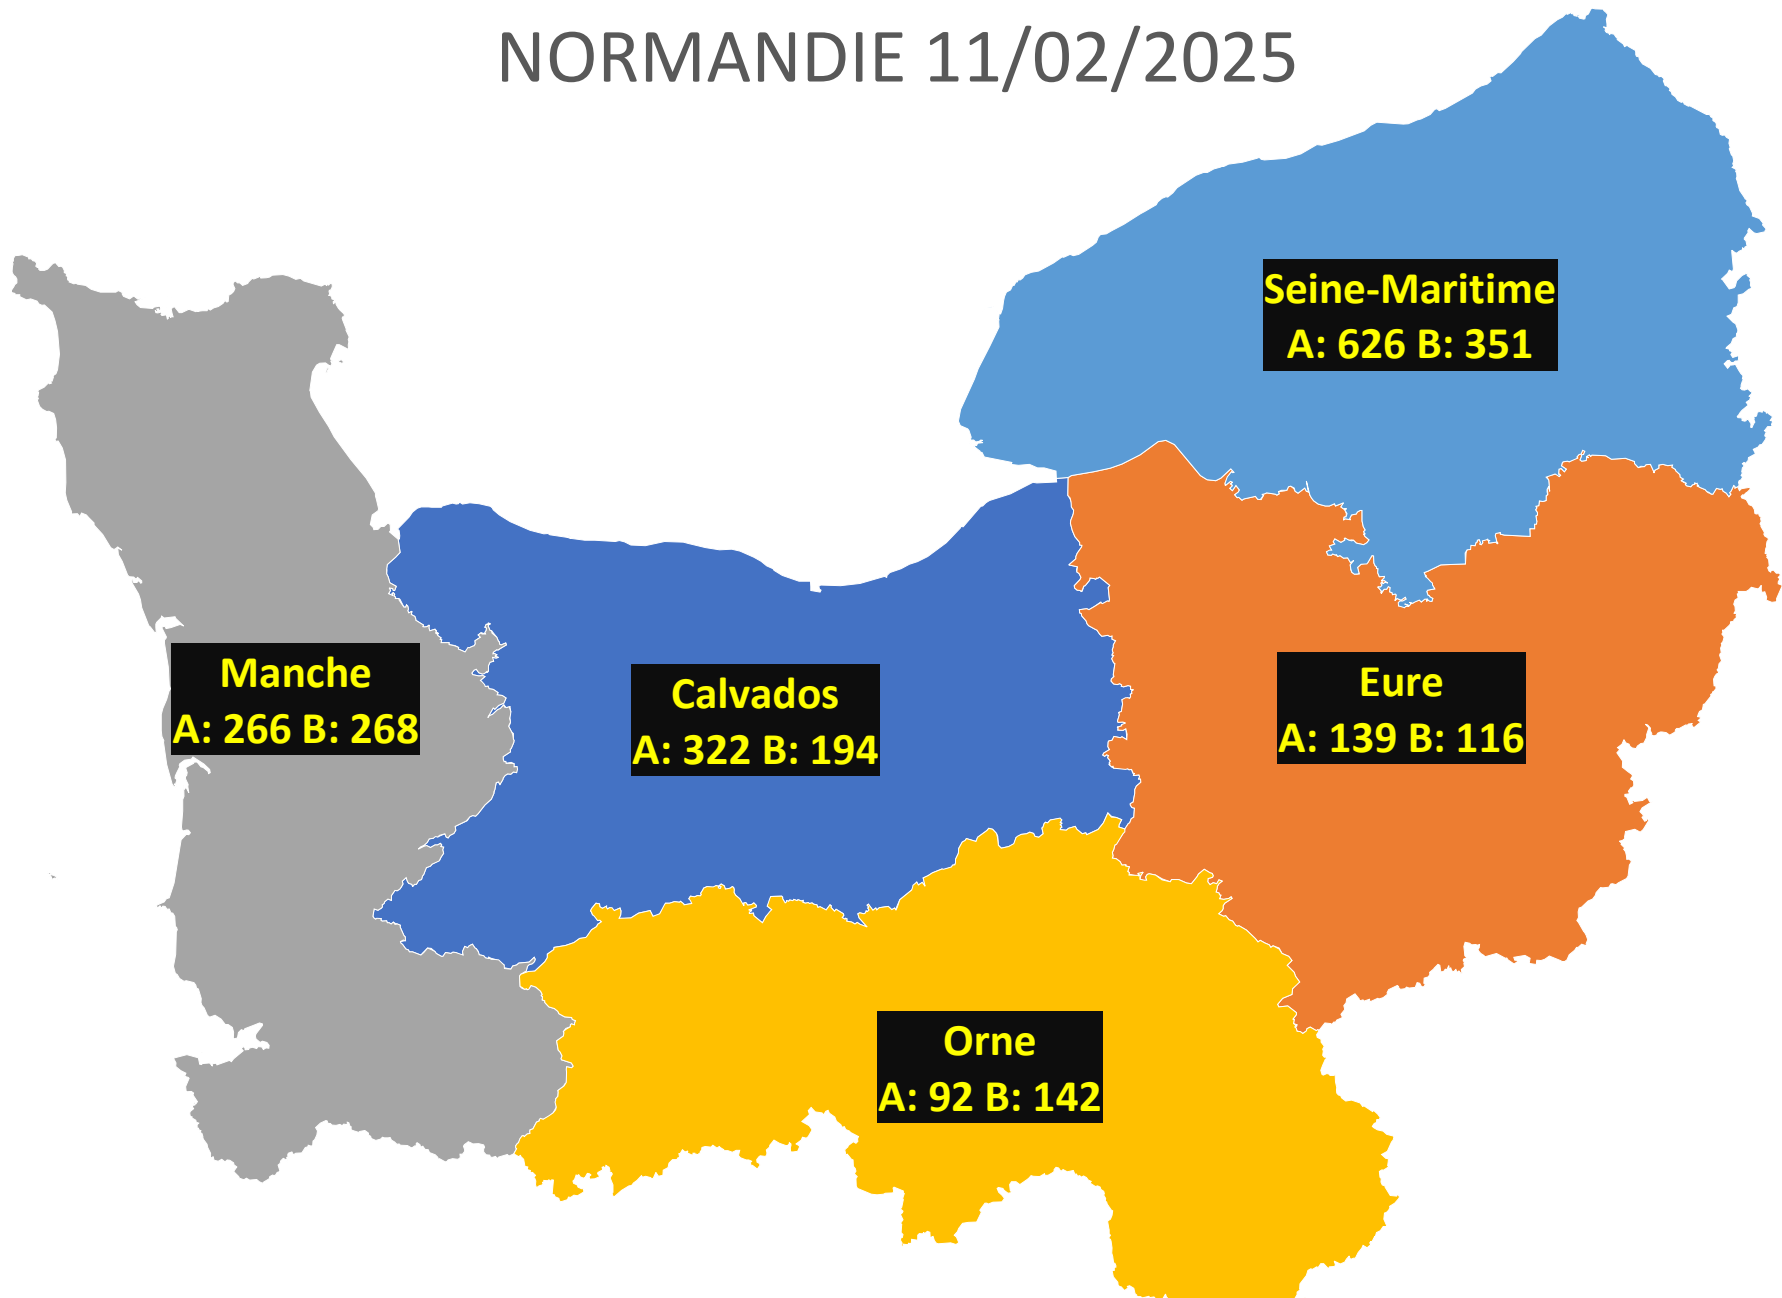 NORMANDIE 11/02/2025
Seine-Maritime
A: 626 B: 351
Manche
A: 266 B: 268
Calvados
A: 322 B: 194
Eure
A: 139 B: 116
Orne
A: 92 B: 142